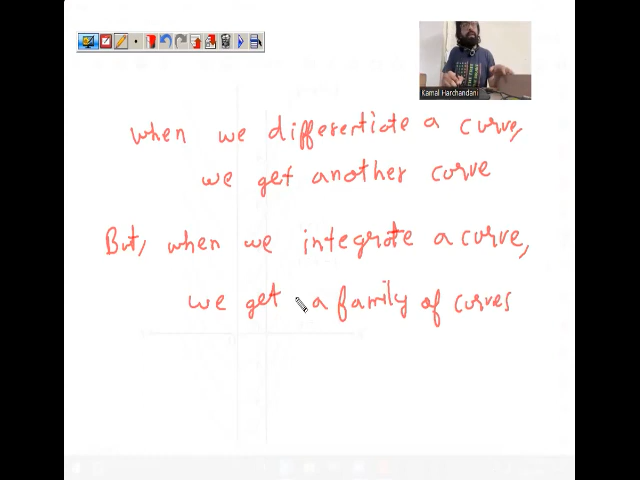 Kamal Harchandani
when we differentiate a curve,
we get another curve
But, when we integrate a curve,
we get a family of curves